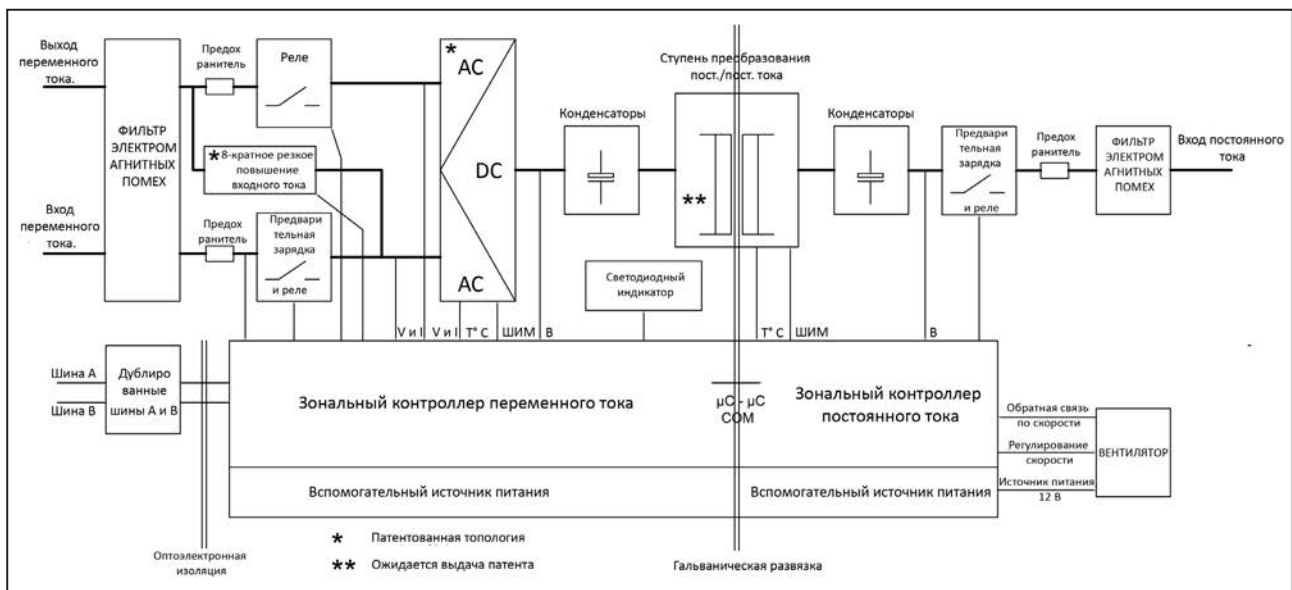 Выход
переменного
тока.
Предох
ранитель
Реле
ФИЛЬТР
ЭЛЕКТРОМ
АГНИТНЫХ
ПОМЕХ
*8-кратное резкое
повышение
входного тока
Вход
переменного
тока.
Предох
ранитель
Предвари
тельная
зарядка
и реле
*
AC
DC
AC
Конденсаторы
Ступень преобразования
пост./пост. тока
**
Конденсаторы
Предвари
тельная
зарядка
и реле
Предох
ранитель
ФИЛЬТР
ЭЛЕКТРОМ
АГНИТНЫХ
ПОМЕХ
Вход постоянного
тока
Светодиодный
индикатор
V и I
V и I
T° C
ШИМ
В
T° C
ШИМ
В
Шина А
Шина В
Дублиро
ванные
шины А и В
Зональный контроллер переменного тока
µC - µC
COM
Зональный контроллер
постоянного тока
Обратная связь
по скорости
Регулирование
скорости
Источник питания
12 В
ВЕНТИЛЯТОР
Вспомогательный источник питания
Вспомогательный источник питания
Оптоэлектронная
изоляция
* Патентованная топология
** Ожидается выдача патента
Гальваническая развязка